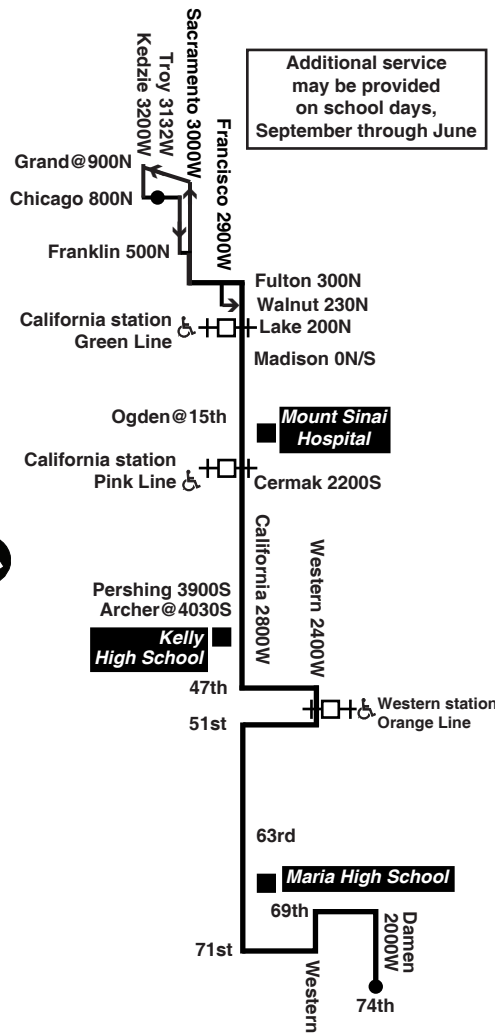 Additional service
may be provided
on school days,
September through June
Kedzie 3200W
Troy 3132W
Sacramento 3000W
Francisco 2900W
Grand@900N
Chicago 800N
Franklin 500N
Fulton 300N
Walnut 230N
California station
Green Line
Lake 200N
Madison 0N/S
Ogden@15th
Mount Sinai
Hospital
California station
Pink Line
Cermak 2200S
California 2800W
Western 2400W
Pershing 3900S
Archer@4030S
Kelly
High School
47th
Western station
Orange Line
51st
63rd
Maria High School
69th
Damen
2000W
71st
Western
74th